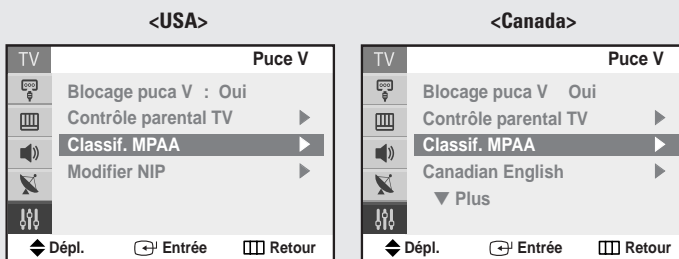 <USA>
TV Puce V
Blocage puca V : Oui
Contrôle parental TV ▶
Classif. MPAA ▶
Modifier NIP ▶
Dépl. Entrée Retour
<Canada>
TV Puce V
Blocage puca V Oui
Contrôle parental TV ▶
Classif. MPAA ▶
Canadian English ▶
▼ Plus
Dépl. Entrée Retour